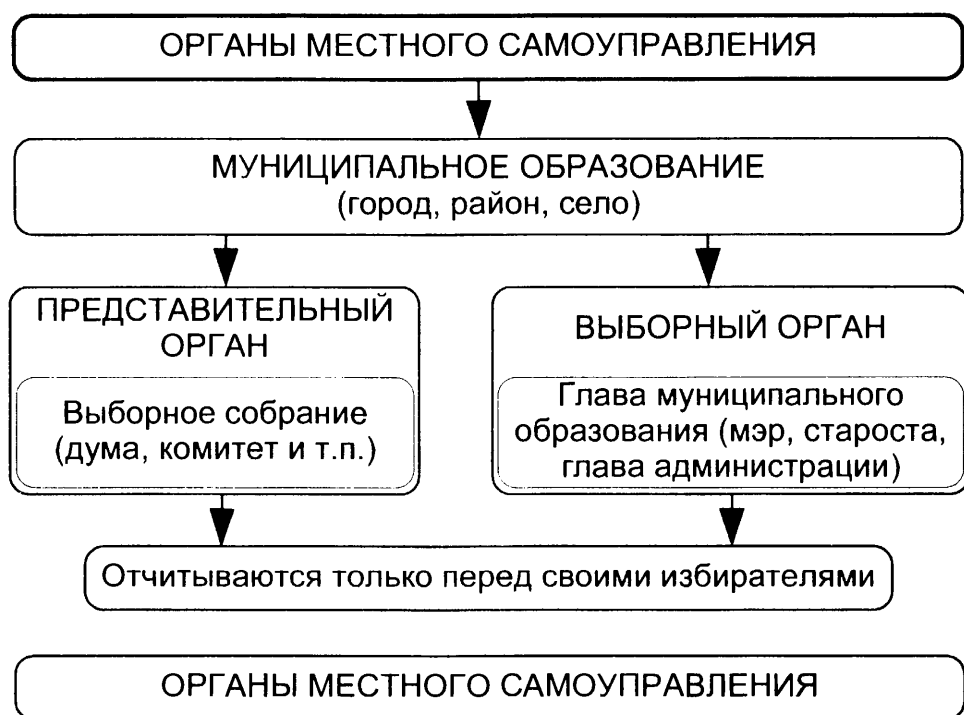 ОРГАНЫ МЕСТНОГО САМОУПРАВЛЕНИЯ
МУНИЦИПАЛЬНОЕ ОБРАЗОВАНИЕ
(город, район, село)
ПРЕДСТАВИТЕЛЬНЫЙ
ОРГАН
Выборное собрание
(дума, комитет и т.п.)
ВЫБОРНЫЙ ОРГАН
Глава муниципального
образования (мэр, староста,
глава администрации)
Отчитываются только перед своими избирателями
ОРГАНЫ МЕСТНОГО САМОУПРАВЛЕНИЯ